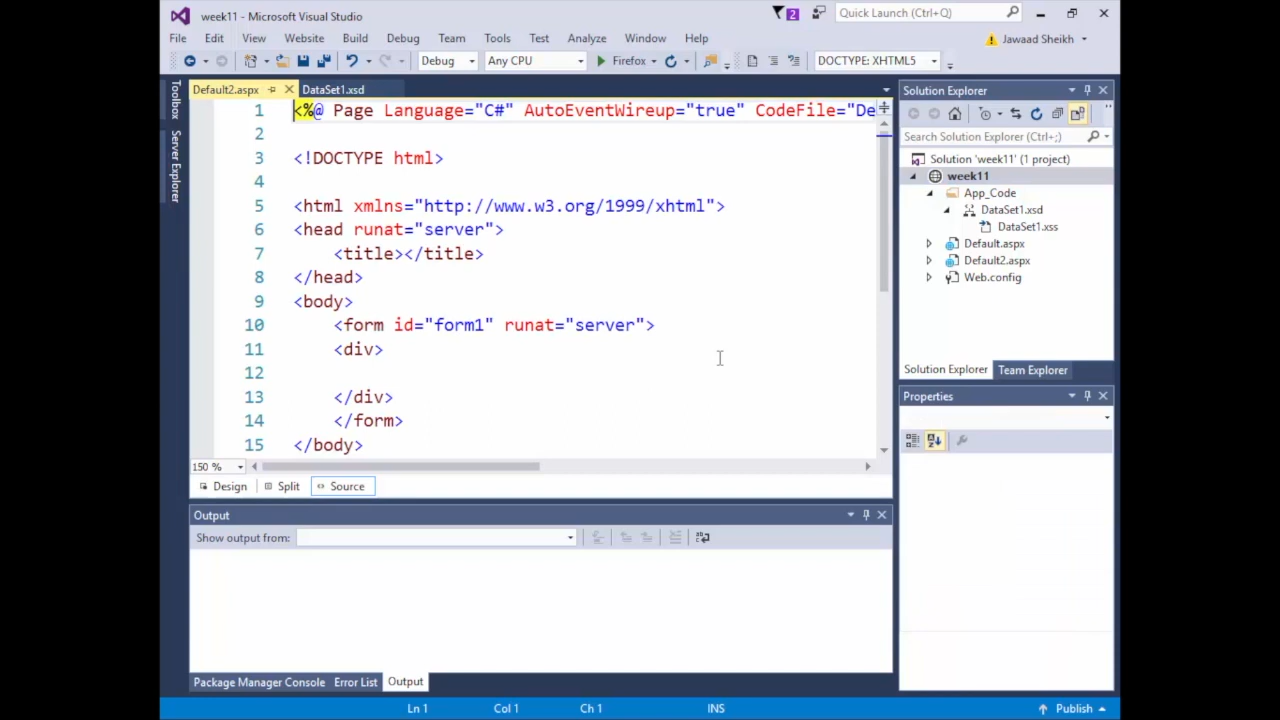 week11 - Microsoft Visual Studio
2
Quick Launch (Ctrl+Q)
File Edit View Website Build Debug Team Tools Test Analyze Window Help
Jawaad Sheikh
Debug Any CPU Firefox DOCTYPE: XHTML5
Toolbox
Server Explorer
Default2.aspx DataSet1.xsd
1 <%@ Page Language="C#" AutoEventWireup="true" CodeFile="De
2
3 <!DOCTYPE html>
4
5 <html xmlns="http://www.w3.org/1999/xhtml">
6 <head runat="server">
7 <title></title>
8 </head>
9 <body>
10 <form id="form1" runat="server">
11 <div>
12
13 </div>
14 </form>
15 </body>
150 %
Design Split Source
Output
Show output from:
Package Manager Console Error List Output
Solution Explorer
Search Solution Explorer (Ctrl+;)
Solution 'week11' (1 project)
week11
App_Code
DataSet1.xsd
DataSet1.xss
Default.aspx
Default2.aspx
Web.config
Solution Explorer Team Explorer
Properties
Ln 1 Col 1 Ch 1 INS Publish